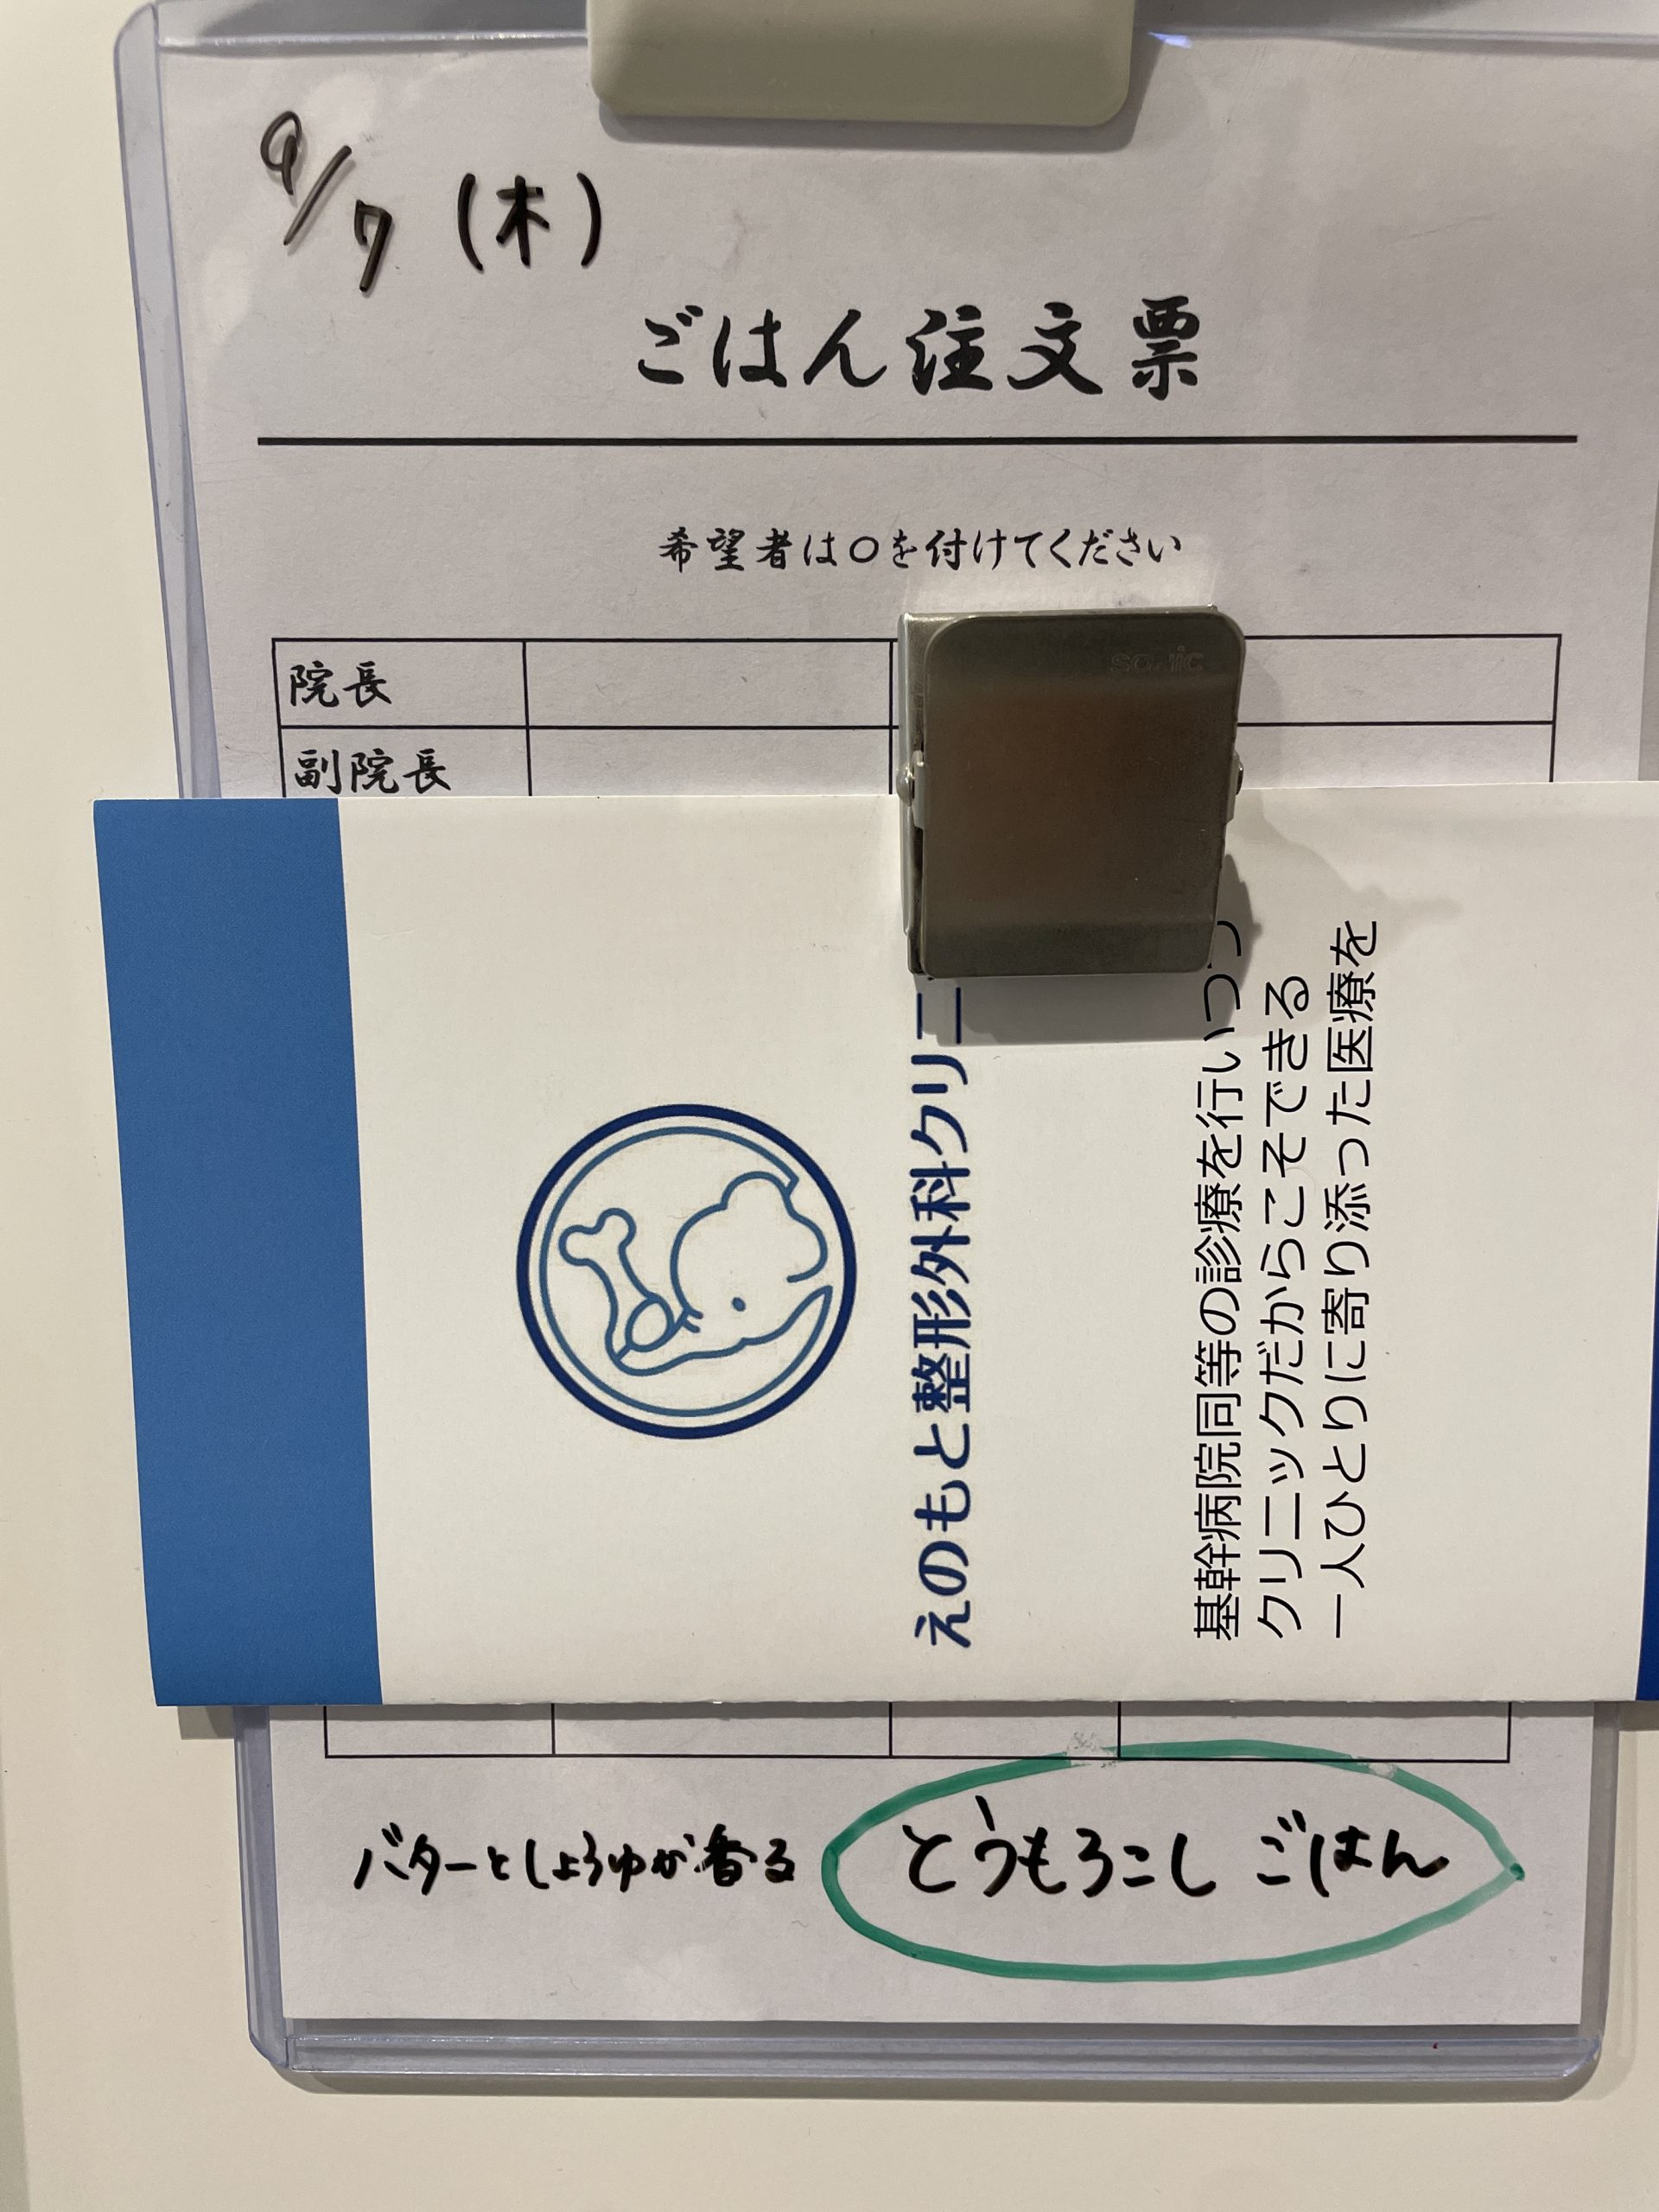 9/7 (木)
ごはん注文票
希望者は○を付けてください
院長
副院長
sonic
えのもと整形外科クリニ
基幹病院同等の診療を行いつつ
クリニックだからこそできる
一人ひとりに寄り添った医療を
バターとしょうゆが香る とうもろこし ごはん